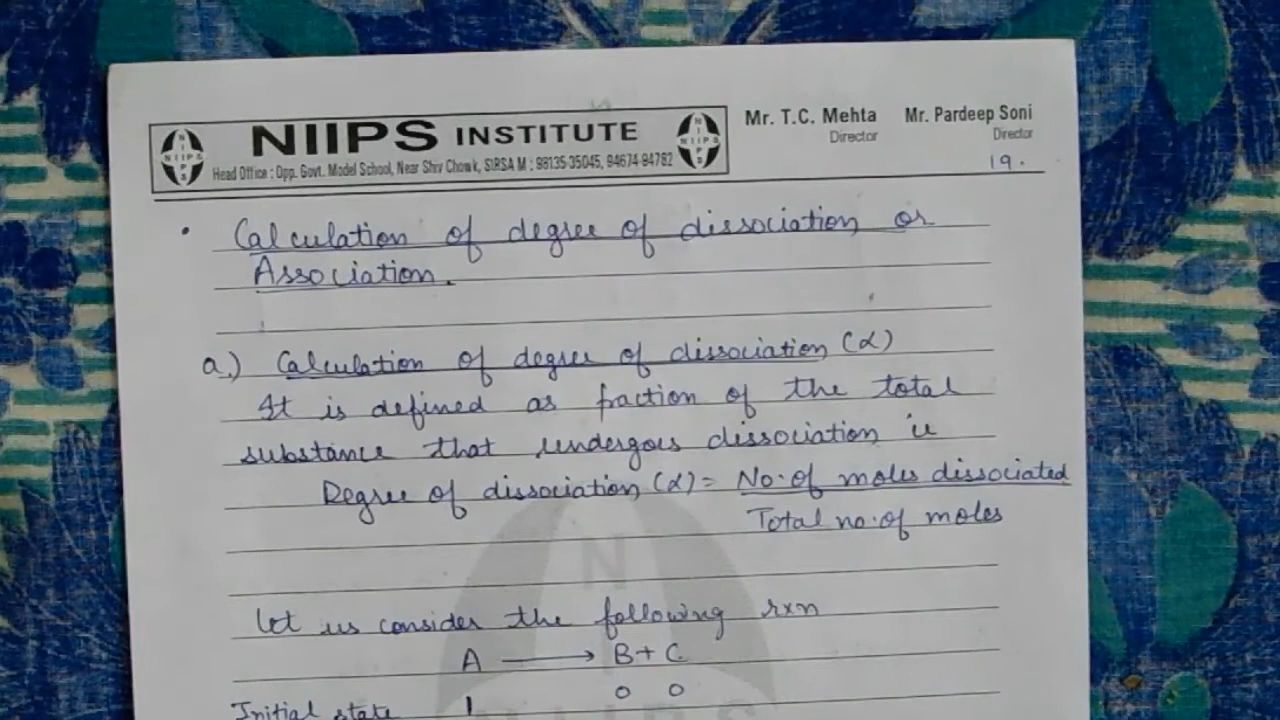 NIIPS INSTITUTE
Head Office : Opp. Govt. Model School, Near Shiv Chowk, SIRSA M : 98135-35045, 94674-94782
Mr. T.C. Mehta Mr. Pardeep Soni
Director Director
19.
• Calculation of degree of dissociation or
Association.
a.) Calculation of degree of dissociation (α)
It is defined as fraction of the total
substance that undergoes dissociation ie
Degree of dissociation (α) = No. of moles dissociated
Total no. of moles
Let us consider the following rxn
A ⟶ B + C
Initial state 1 0 0